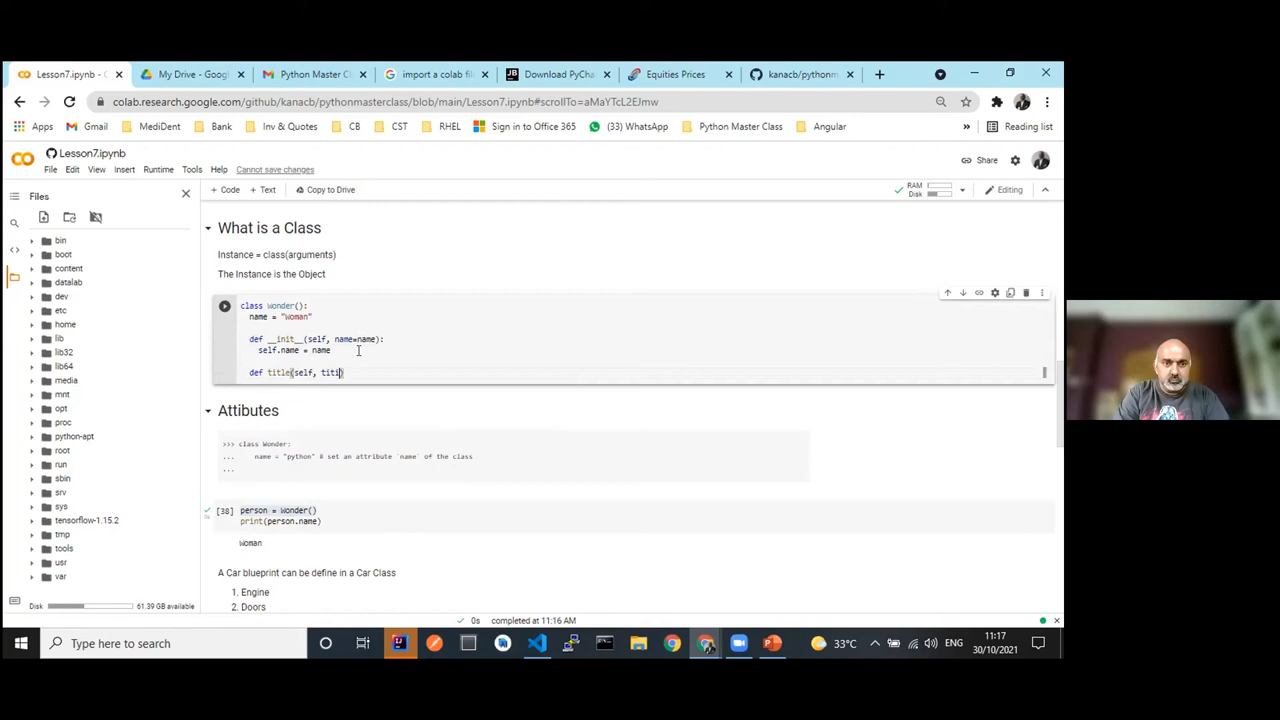 Lesson7.ipynb - C
My Drive - Googl
Python Master Cl
import a colab fil
Download PyCha
Equities Prices
kanacb/pythonm
colab.research.google.com/github/kanacb/pythonmasterclass/blob/main/Lesson7.ipynb#scrollTo=aMaYTcL2EJmw
Apps Gmail MediDent Bank Inv & Quotes CB CST RHEL Sign in to Office 365 (33) WhatsApp Python Master Class Angular » Reading list
CO Lesson7.ipynb
File Edit View Insert Runtime Tools Help Cannot save changes
Share
Files
+ Code + Text Copy to Drive
RAM
Disk
Editing
bin
boot
content
datalab
dev
etc
home
lib
lib32
lib64
media
mnt
opt
proc
python-apt
root
run
sbin
srv
sys
tensorflow-1.15.2
tmp
tools
usr
var
Disk 61.39 GB available
What is a Class
Instance = class(arguments)
The Instance is the Object
class Wonder():
name = "Woman"
def __init__(self, name=name):
self.name = name
def title(self, titi)
Attibutes
>>> class Wonder:
... name = "python" # set an attribute `name` of the class
...
[38] person = Wonder()
print(person.name)
Woman
A Car blueprint can be define in a Car Class
1. Engine
2. Doors
0s completed at 11:16 AM
Type here to search
33°C ENG
11:17
30/10/2021